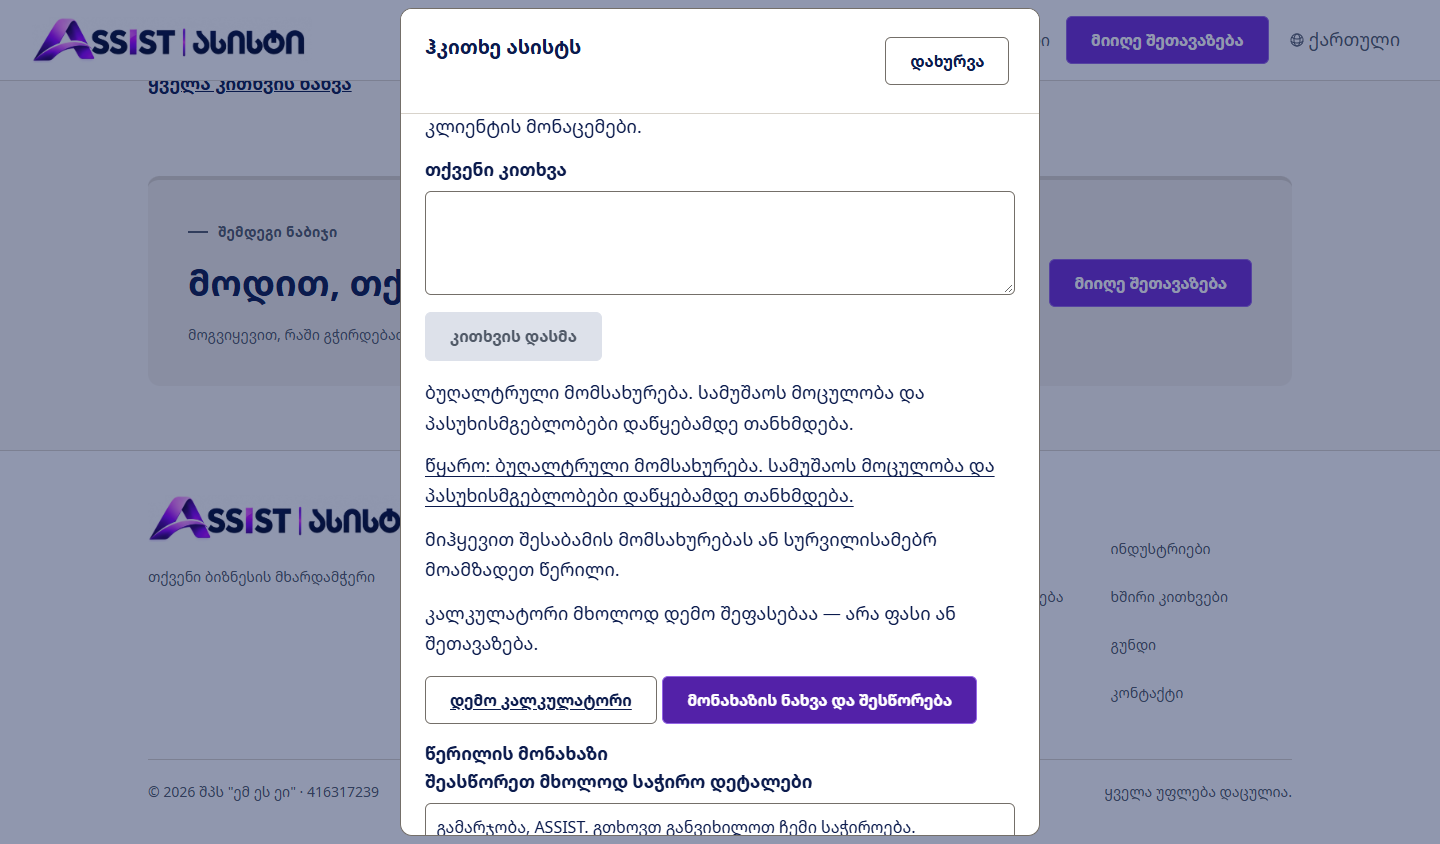 ASSIST | ასისტი
მიიღე შეთავაზება
ქართული
ყველა კითხვის ნახვა
ჰკითხე ასისტს
დახურვა
კლიენტის მონაცემები.
თქვენი კითხვა
კითხვის დასმა
ბუღალტრული მომსახურება. სამუშაოს მოცულობა და
პასუხისმგებლობები დაწყებამდე თანხმდება.
წყარო: ბუღალტრული მომსახურება. სამუშაოს მოცულობა და
პასუხისმგებლობები დაწყებამდე თანხმდება.
მიჰყევით შესაბამის მომსახურებას ან სურვილისამებრ
მოამზადეთ წერილი.
კალკულატორი მხოლოდ დემო შეფასებაა — არა ფასი ან
შეთავაზება.
დემო კალკულატორი
მონახაზის ნახვა და შესწორება
წერილის მონახაზი
შეასწორეთ მხოლოდ საჭირო დეტალები
გამარჯობა, ASSIST. გთხოვთ განვიხილოთ ჩემი საჭიროება.
— შემდეგი ნაბიჯი
მოდით,
მოგვიყევით, რაში
მიიღე შეთავაზება
ASSIST
თქვენი ბიზნესის მხარდამჭერი
ინდუსტრიები
ხშირი კითხვები
გუნდი
კონტაქტი
© 2026 შპს "ემ ეს ეი" · 416317239
ყველა უფლება დაცულია.